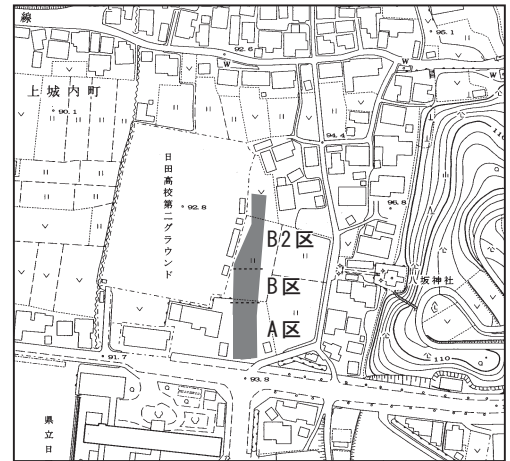 線
92.6
95.1
W
W
W
上城内町
90.1
94.4
日田高校第二グラウンド
92.8
96.8
B2区
B区
八坂神社
A区
91.7
93.8
110
県立日